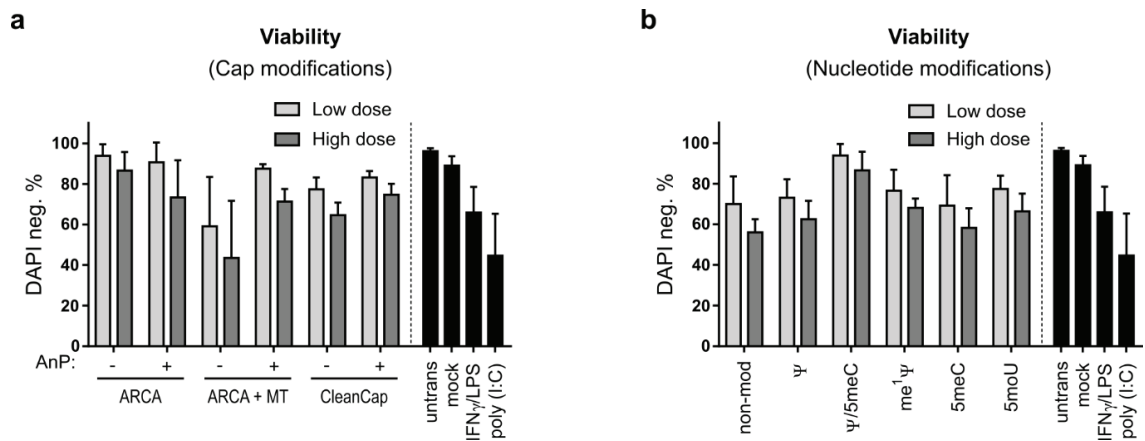 a
Viability
(Cap modifications)
Low dose
High dose
DAPI neg. %
100
80
60
40
20
0
AnP: - + - + - +
ARCA ARCA + MT CleanCap
untrans
mock
IFNγ/LPS
poly (I:C)
b
Viability
(Nucleotide modifications)
Low dose
High dose
DAPI neg. %
100
80
60
40
20
0
non-mod
Ψ
Ψ/5meC
me¹Ψ
5meC
5moU
untrans
mock
IFNγ/LPS
poly (I:C)